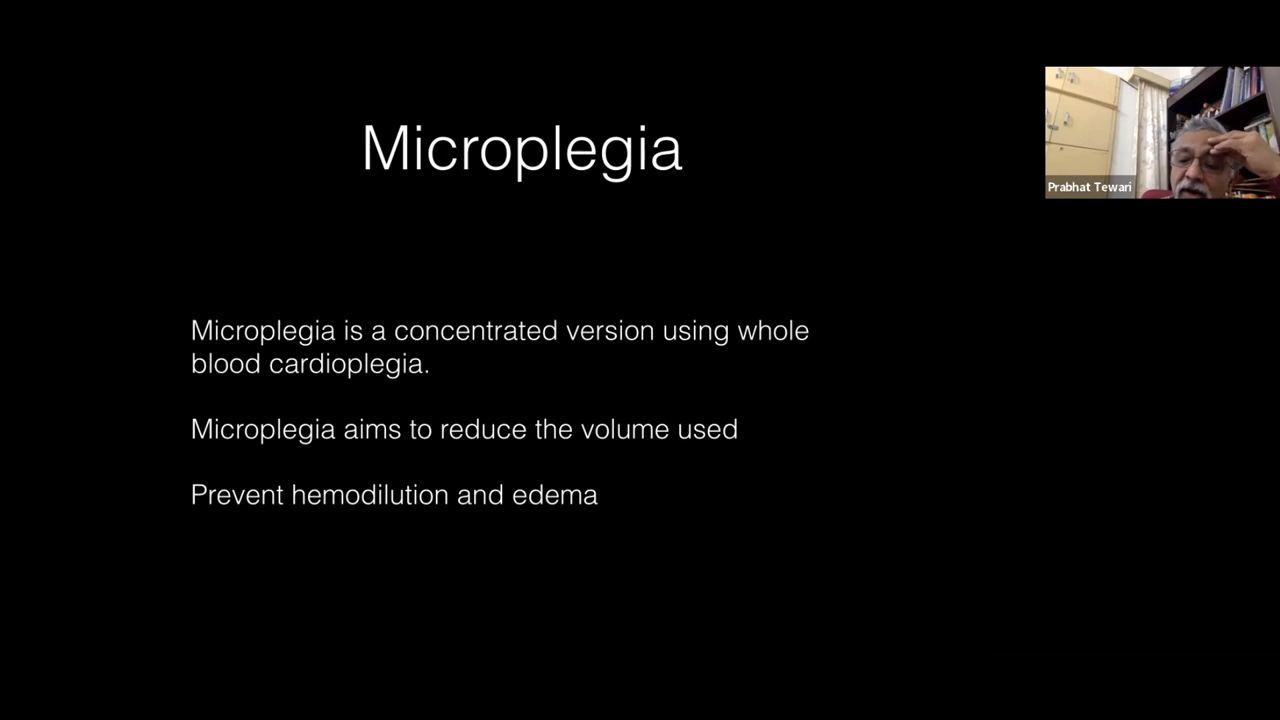 Microplegia
Prabhat Tewari
Microplegia is a concentrated version using whole
blood cardioplegia.
Microplegia aims to reduce the volume used
Prevent hemodilution and edema